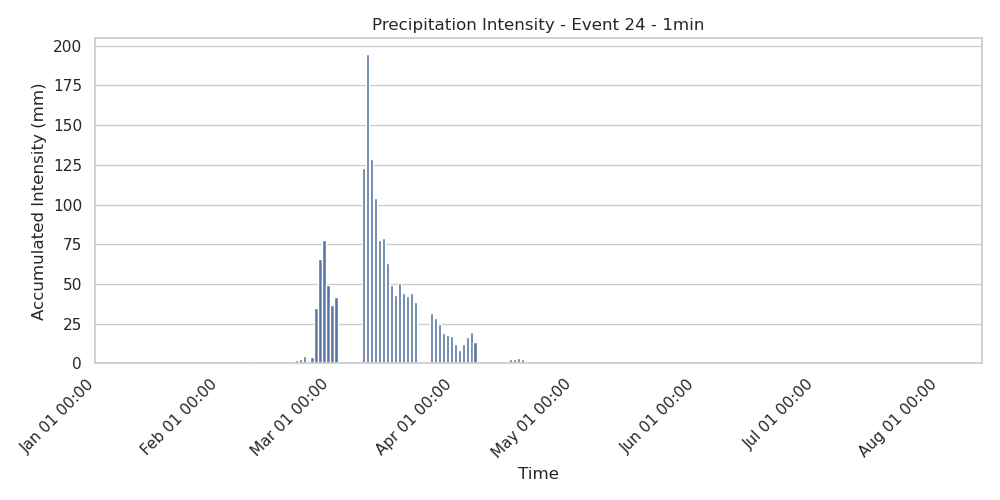 Precipitation Intensity - Event 24 - 1min
200
175
150
125
100
75
50
25
0
Accumulated Intensity (mm)
Jan 01 00:00
Feb 01 00:00
Mar 01 00:00
Apr 01 00:00
May 01 00:00
Jun 01 00:00
Jul 01 00:00
Aug 01 00:00
Time